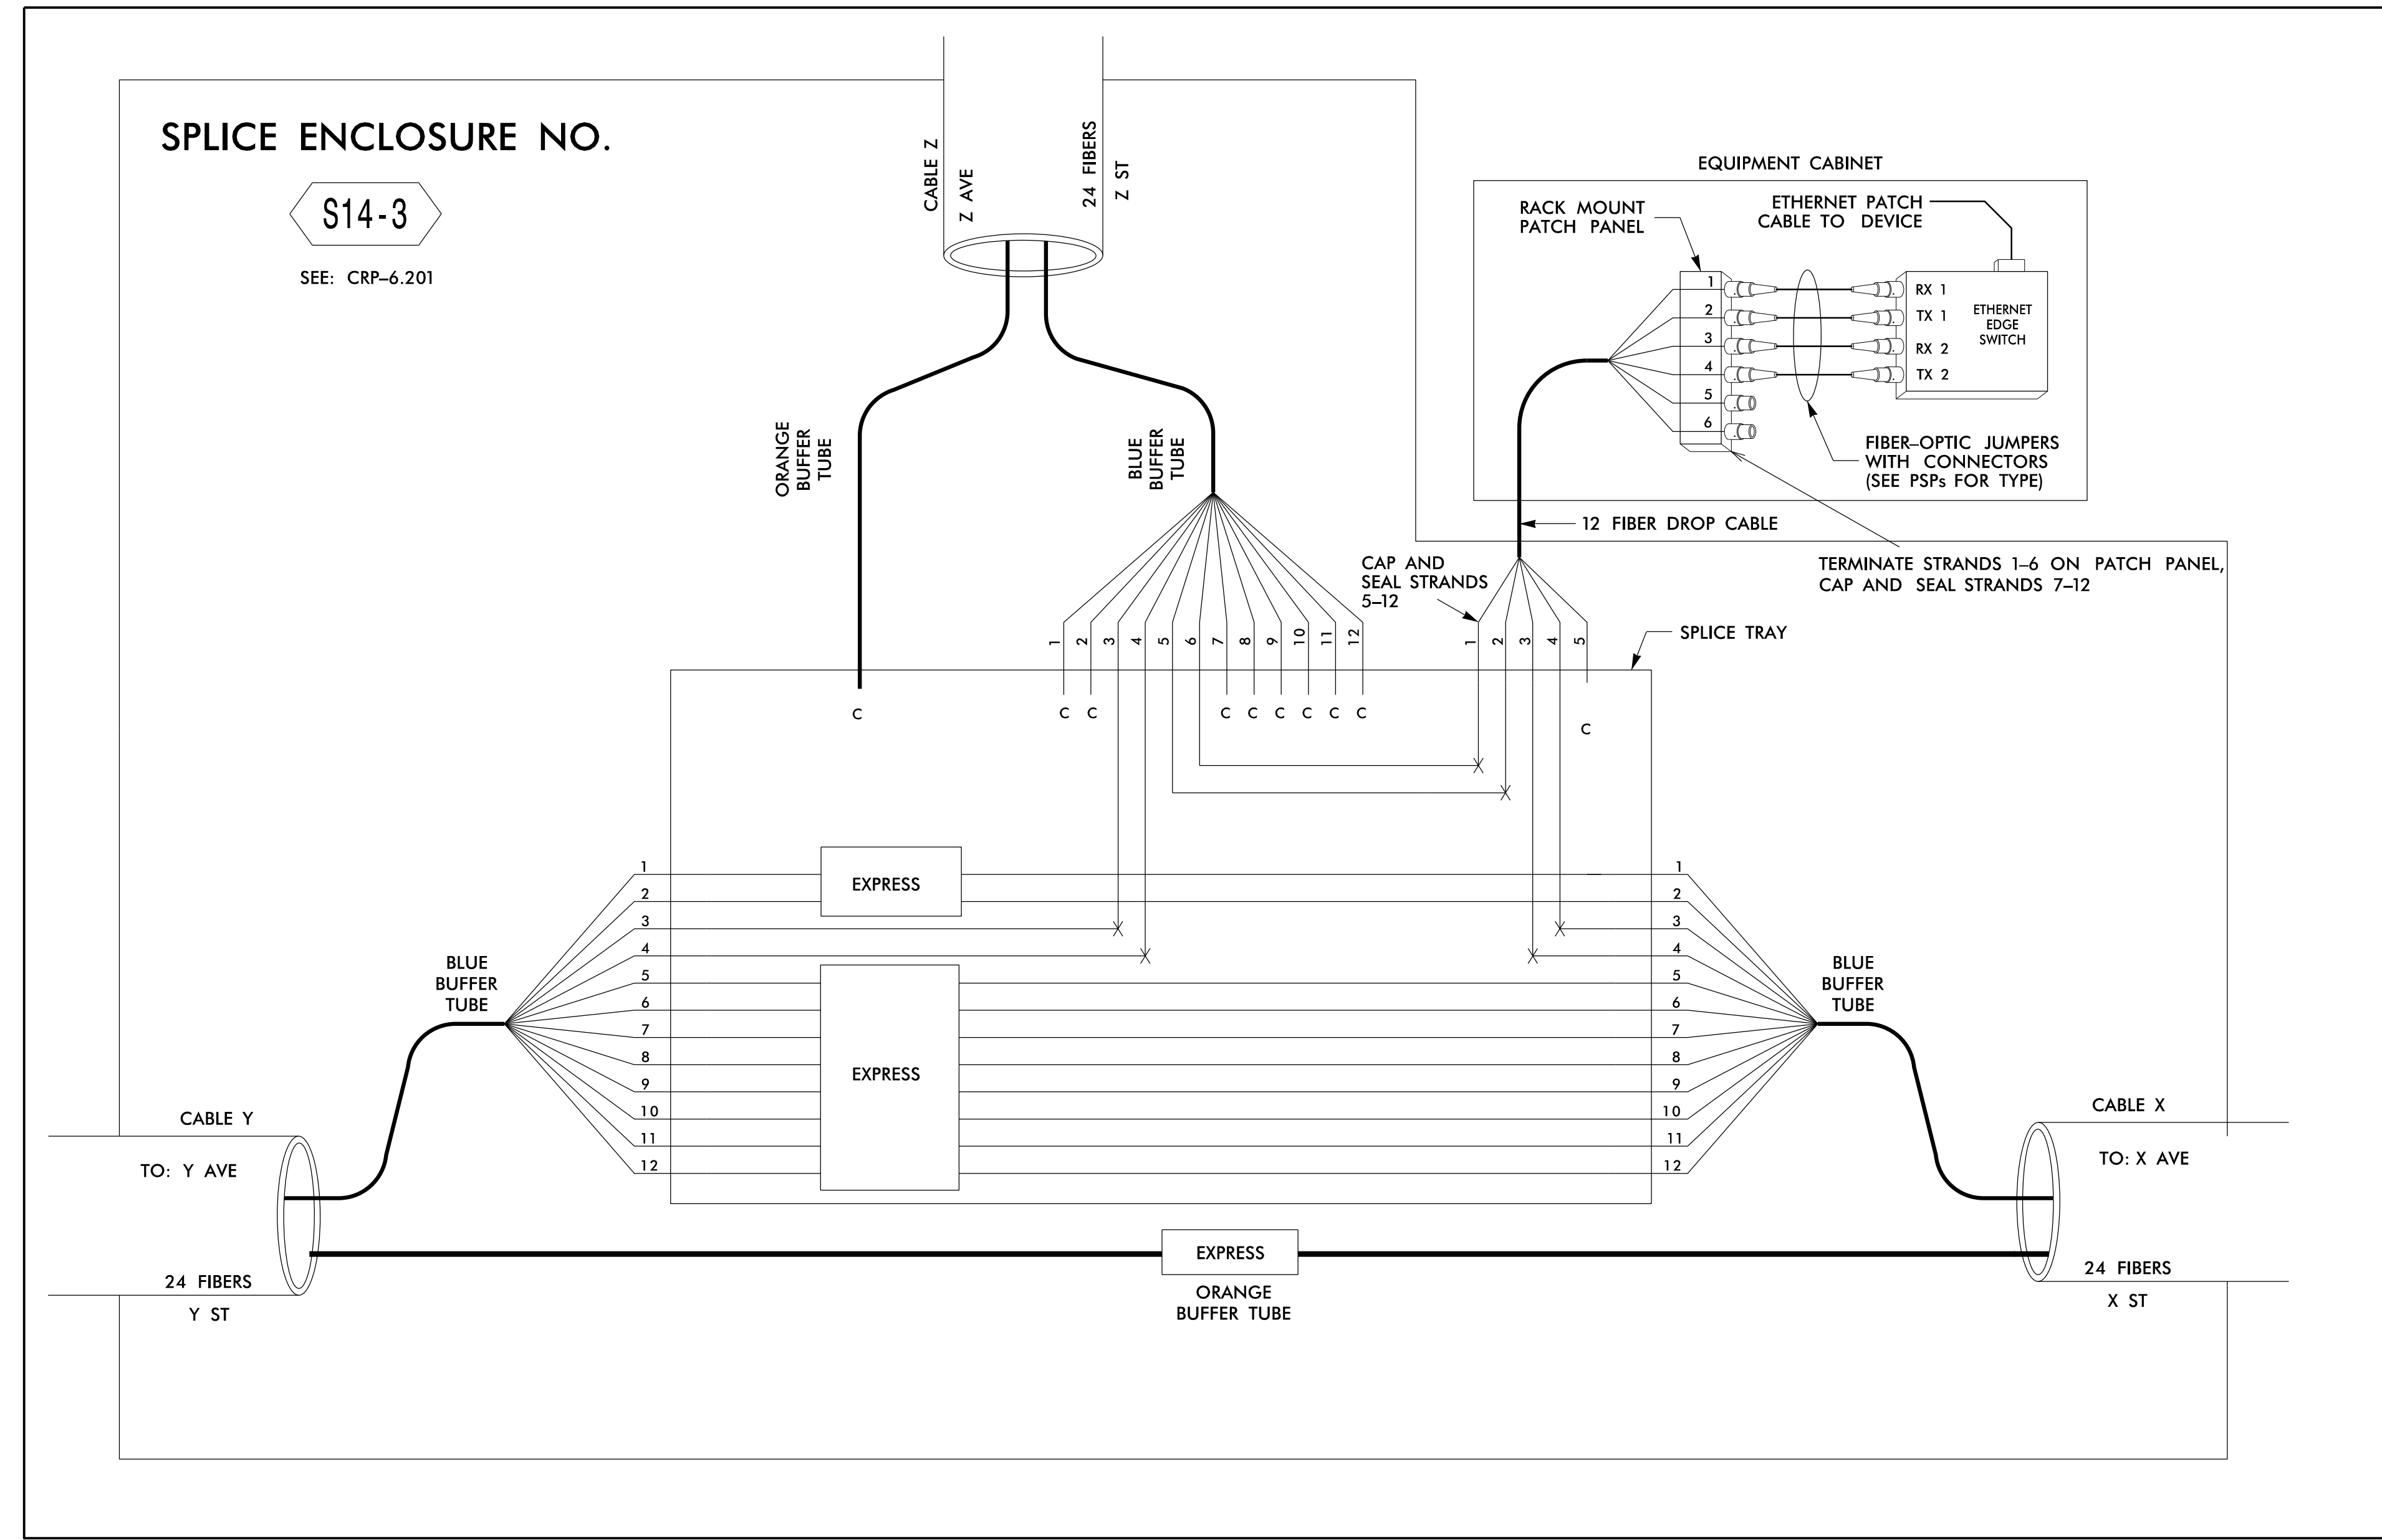 SPLICE ENCLOSURE NO.
S14-3
SEE: CRP–6.201
CABLE Z
Z AVE
24 FIBERS
Z ST
EQUIPMENT CABINET
RACK MOUNT
PATCH PANEL
ETHERNET PATCH
CABLE TO DEVICE
1
2
3
4
5
6
RX 1
TX 1
RX 2
TX 2
ETHERNET
EDGE
SWITCH
FIBER–OPTIC JUMPERS
WITH CONNECTORS
(SEE PSPs FOR TYPE)
ORANGE
BUFFER
TUBE
BLUE
BUFFER
TUBE
12 FIBER DROP CABLE
CAP AND
SEAL STRANDS
5–12
TERMINATE STRANDS 1–6 ON PATCH PANEL,
CAP AND SEAL STRANDS 7–12
SPLICE TRAY
1 2 3 4 5 6 7 8 9 10 11 12
1 2 3 4 5
C
C C C C C C C C
C
1
2
3
4
5
6
7
8
9
10
11
12
EXPRESS
EXPRESS
1
2
3
4
5
6
7
8
9
10
11
12
BLUE
BUFFER
TUBE
BLUE
BUFFER
TUBE
CABLE Y
TO: Y AVE
24 FIBERS
Y ST
CABLE X
TO: X AVE
24 FIBERS
X ST
EXPRESS
ORANGE
BUFFER TUBE